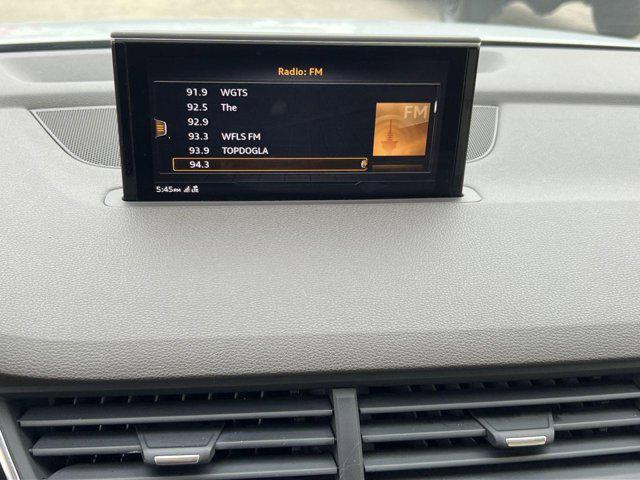 Radio: FM
91.9 WGTS
92.5 The
92.9
93.3 WFLS FM
93.9 TOPDOGLA
94.3
FM
5:45PM LTE